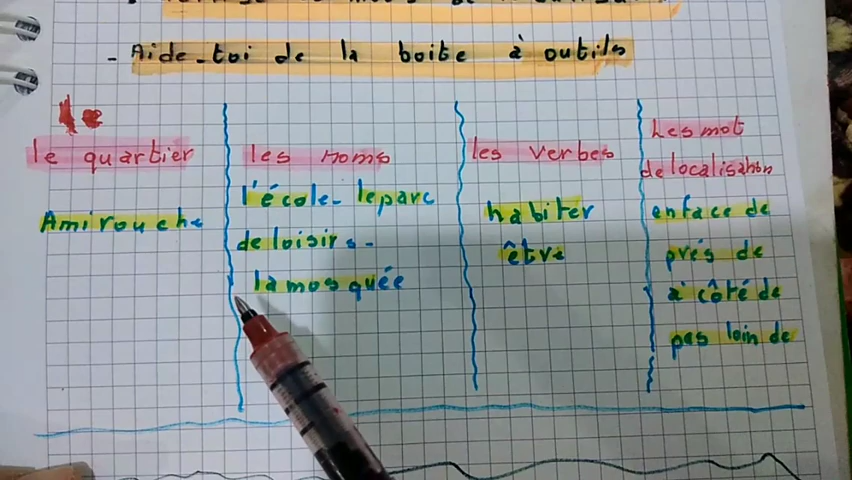 - Aide-toi de la boite à outils
le quartier
Amirouche
les noms
l'école - le parc
de loisirs -
la mosquée
les verbes
habiter
être
Les mot
de localisation
en face de
prés de
à côté de
pas loin de